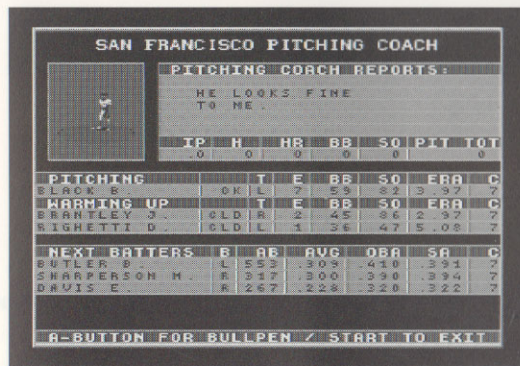 SAN FRANCISCO PITCHING COACH
PITCHING COACH REPORTS:
HE LOOKS FINE
TO ME.
IP H HR BB SO PIT TOT
.0 0 0 0 0 0
PITCHING T E BB SO ERA C
BLACK B. OK L 7 59 82 3.97 7
WARMING UP T E BB SO ERA C
BRANTLEY J. CLD R 2 45 86 2.97 7
RIGHETTI D. CLD L 1 36 47 5.08 7
NEXT BATTERS B AB AVG OBA SA C
BUTLER B. L 553 .309 .410 .391 7
SHARPERSON M. R 317 .300 .390 .394 7
DAVIS E. R 267 .228 .320 .322 7
A-BUTTON FOR BULLPEN / START TO EXIT